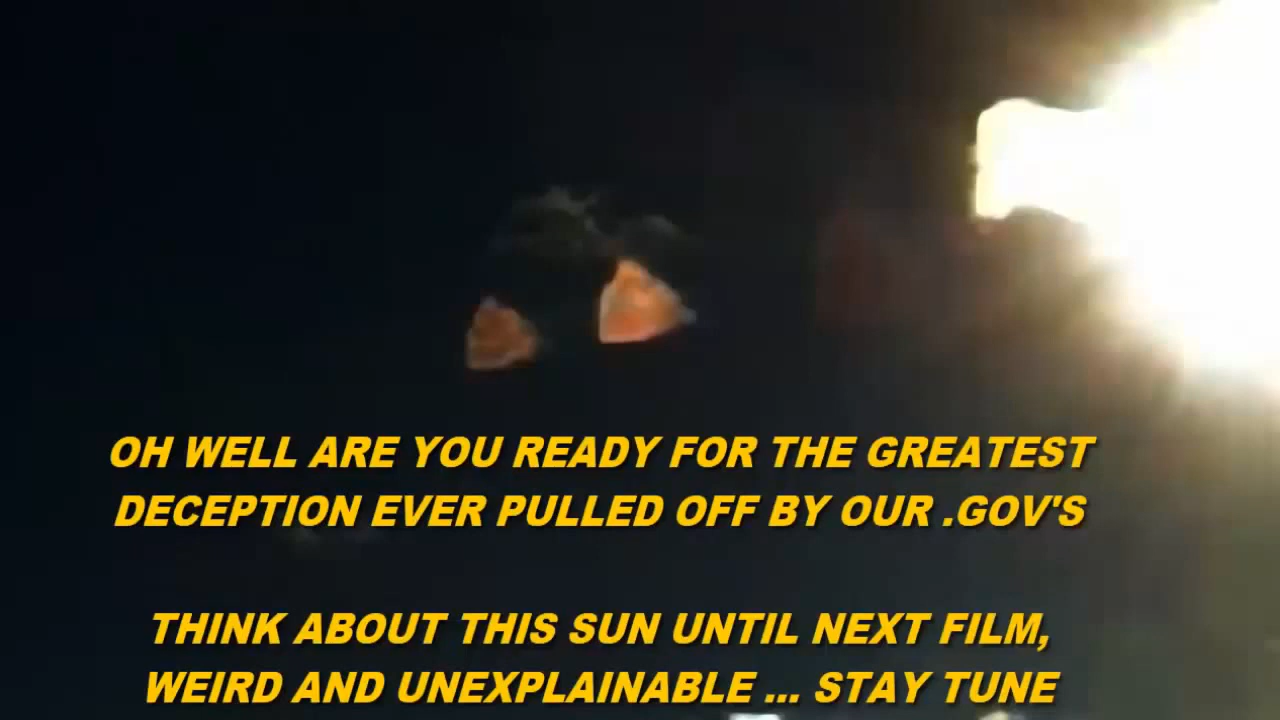 OH WELL ARE YOU READY FOR THE GREATEST
DECEPTION EVER PULLED OFF BY OUR .GOV'S
THINK ABOUT THIS SUN UNTIL NEXT FILM,
WEIRD AND UNEXPLAINABLE ... STAY TUNE